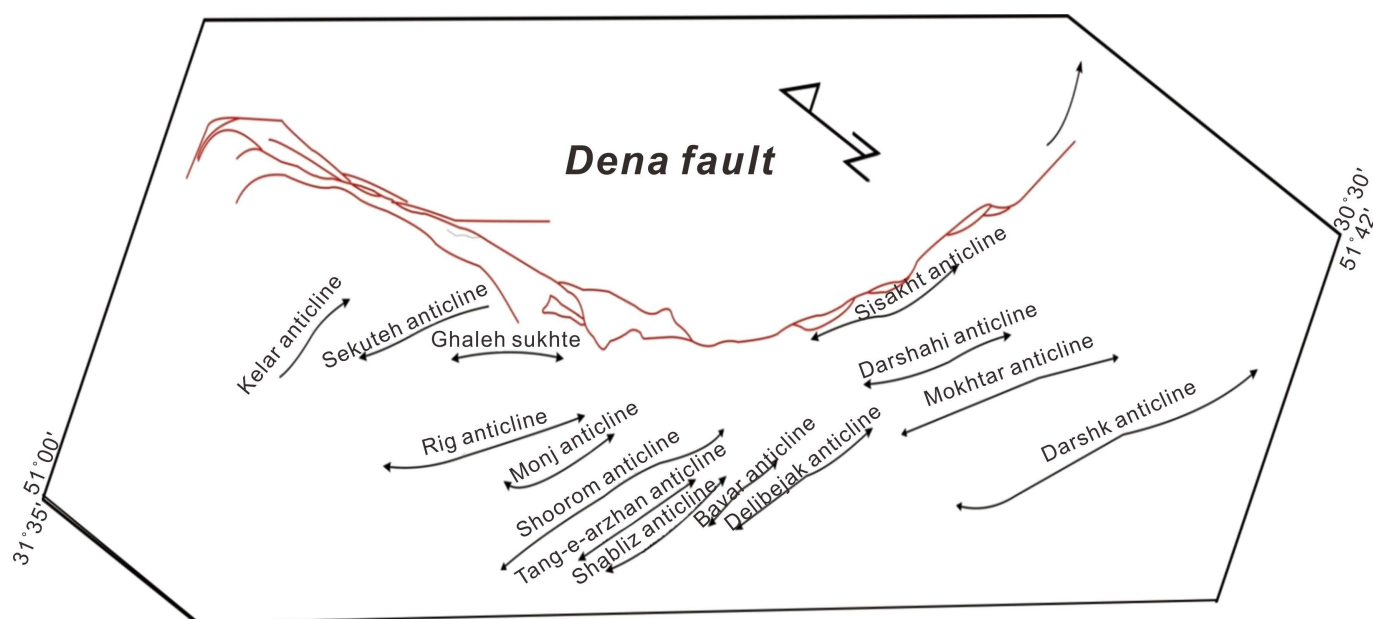 Dena fault
N
30°30'
51°42'
Sisakht anticline
Kelar anticline
Sekuteh anticline
Ghaleh sukhte
Darshahi anticline
Mokhtar anticline
Rig anticline
Monj anticline
Shoorom anticline
Tang-e-arzhan anticline
Shabliz anticline
Bavar anticline
Delibejak anticline
Darshk anticline
51°00'
31°35'